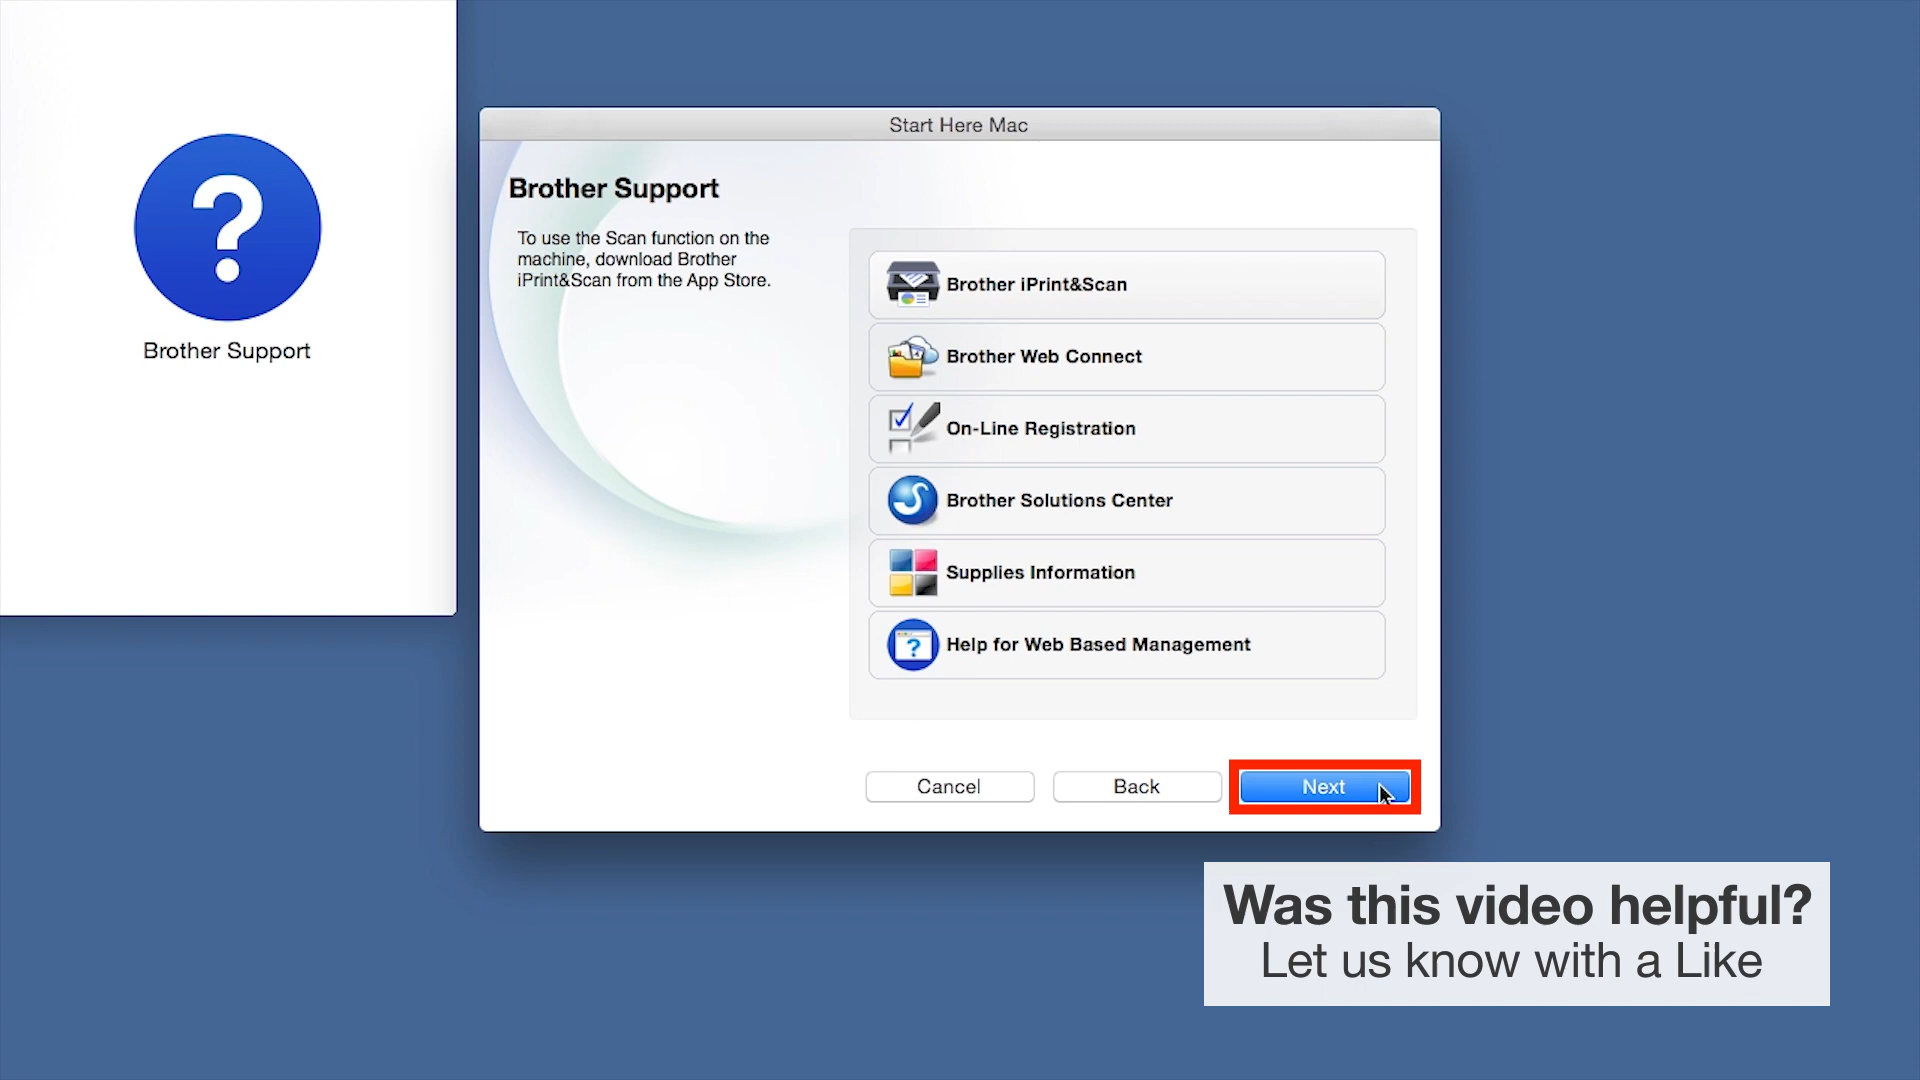 Brother Support
Start Here Mac
Brother Support
To use the Scan function on the
machine, download Brother
iPrint&Scan from the App Store.
Brother iPrint&Scan
Brother Web Connect
On-Line Registration
Brother Solutions Center
Supplies Information
Help for Web Based Management
Cancel
Back
Next
Was this video helpful?
Let us know with a Like